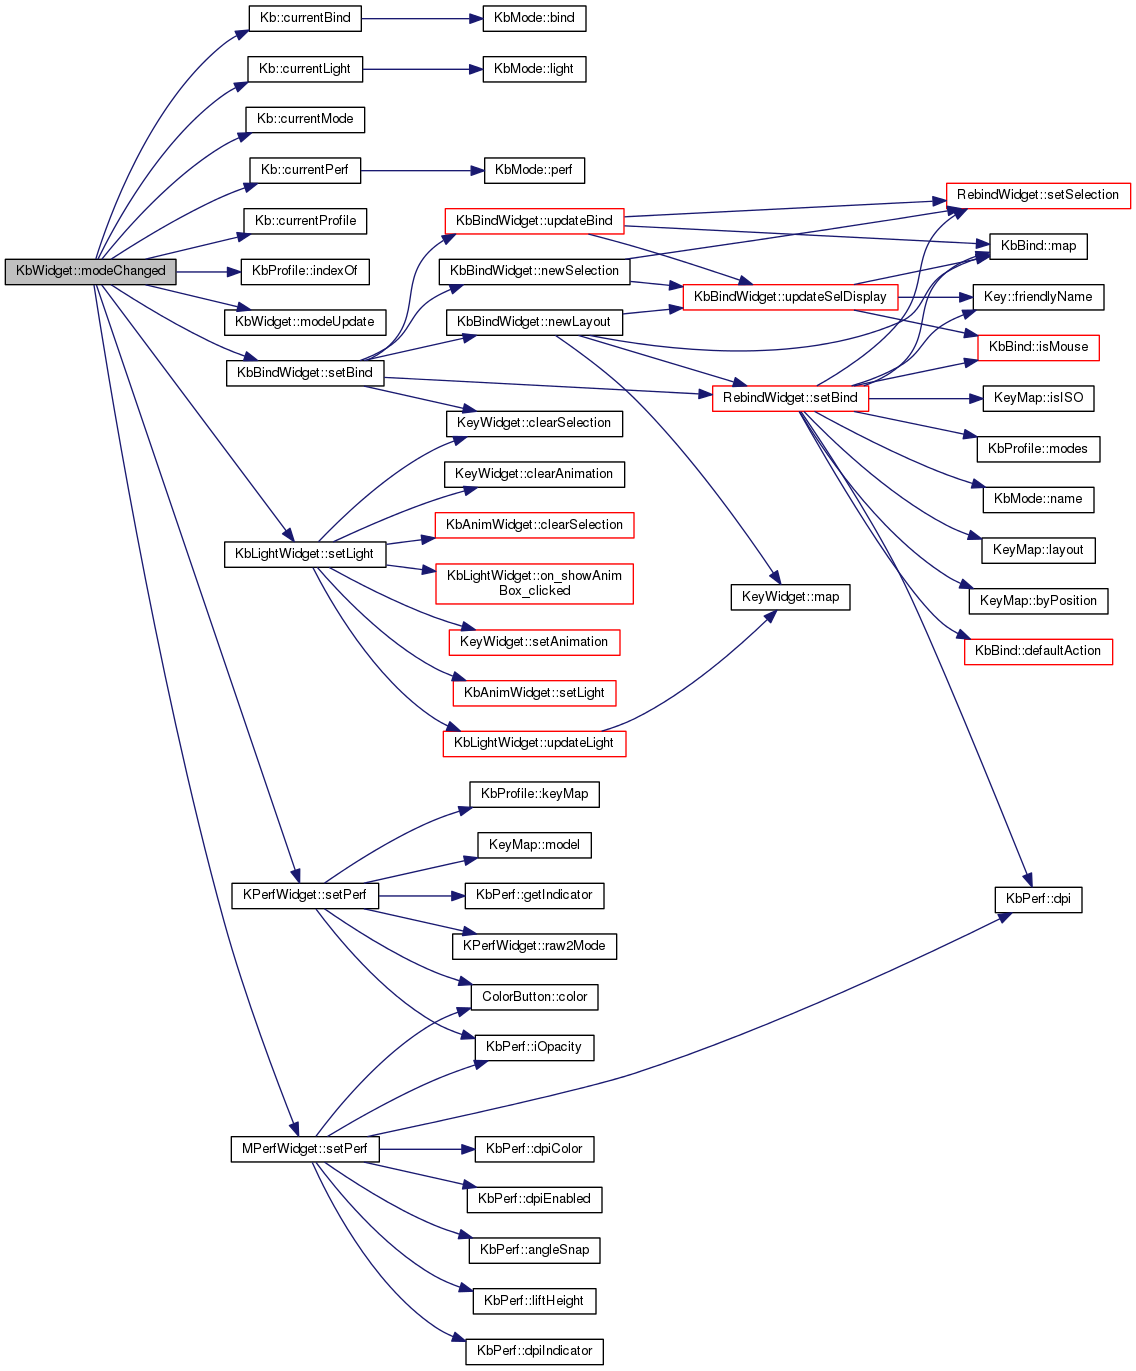 KbWidget::modeChanged
Kb::currentBind
Kb::currentLight
Kb::currentMode
Kb::currentPerf
Kb::currentProfile
KbProfile::indexOf
KbWidget::modeUpdate
KbBindWidget::setBind
KbLightWidget::setLight
KPerfWidget::setPerf
MPerfWidget::setPerf
KbMode::bind
KbMode::light
KbMode::perf
KbBindWidget::updateBind
KbBindWidget::newSelection
KbBindWidget::newLayout
KeyWidget::clearSelection
KeyWidget::clearAnimation
KbAnimWidget::clearSelection
KbLightWidget::on_showAnim
Box_clicked
KeyWidget::setAnimation
KbAnimWidget::setLight
KbLightWidget::updateLight
KbProfile::keyMap
KeyMap::model
KbPerf::getIndicator
KPerfWidget::raw2Mode
ColorButton::color
KbPerf::iOpacity
KbPerf::dpiColor
KbPerf::dpiEnabled
KbPerf::angleSnap
KbPerf::liftHeight
KbPerf::dpiIndicator
KbBindWidget::updateSelDisplay
RebindWidget::setBind
KeyWidget::map
RebindWidget::setSelection
KbBind::map
Key::friendlyName
KbBind::isMouse
KeyMap::isISO
KbProfile::modes
KbMode::name
KeyMap::layout
KeyMap::byPosition
KbBind::defaultAction
KbPerf::dpi